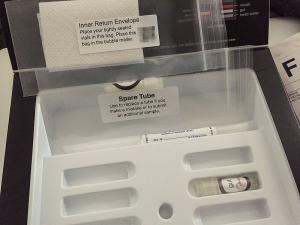 Inner Return Envelope
Place your tightly sealed
vials in this bag. Place this
bag in the bubble mailer.
Spare Tube
Use to replace a tube if you
make a mistake or to submit
an additional sample.
F